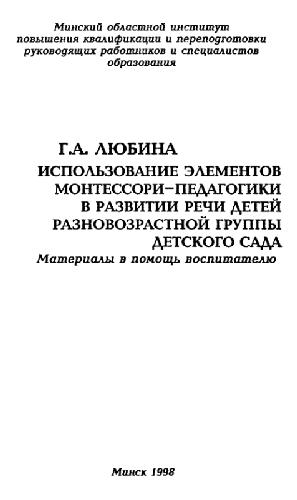 Минский областной институт
повышения квалификации и переподготовки
руководящих работников и специалистов
образования
Г.А. ЛЮБИНА
ИСПОЛЬЗОВАНИЕ ЭЛЕМЕНТОВ
МОНТЕССОРИ-ПЕДАГОГИКИ
В РАЗВИТИИ РЕЧИ ДЕТЕЙ
РАЗНОВОЗРАСТНОЙ ГРУППЫ
ДЕТСКОГО САДА
Материалы в помощь воспитателю
Минск 1998